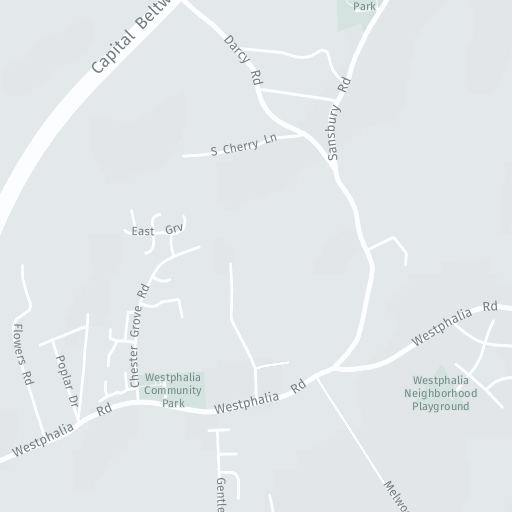 Park
Capital Beltw
Darcy Rd
Sansbury Rd
S Cherry Ln
East Grv
Chester Grove Rd
Flowers Rd
Poplar Dr
Westphalia Rd
Westphalia
Community
Park
Westphalia Rd
Westphalia Rd
Westphalia
Neighborhood
Playground
Gentle
Melwo